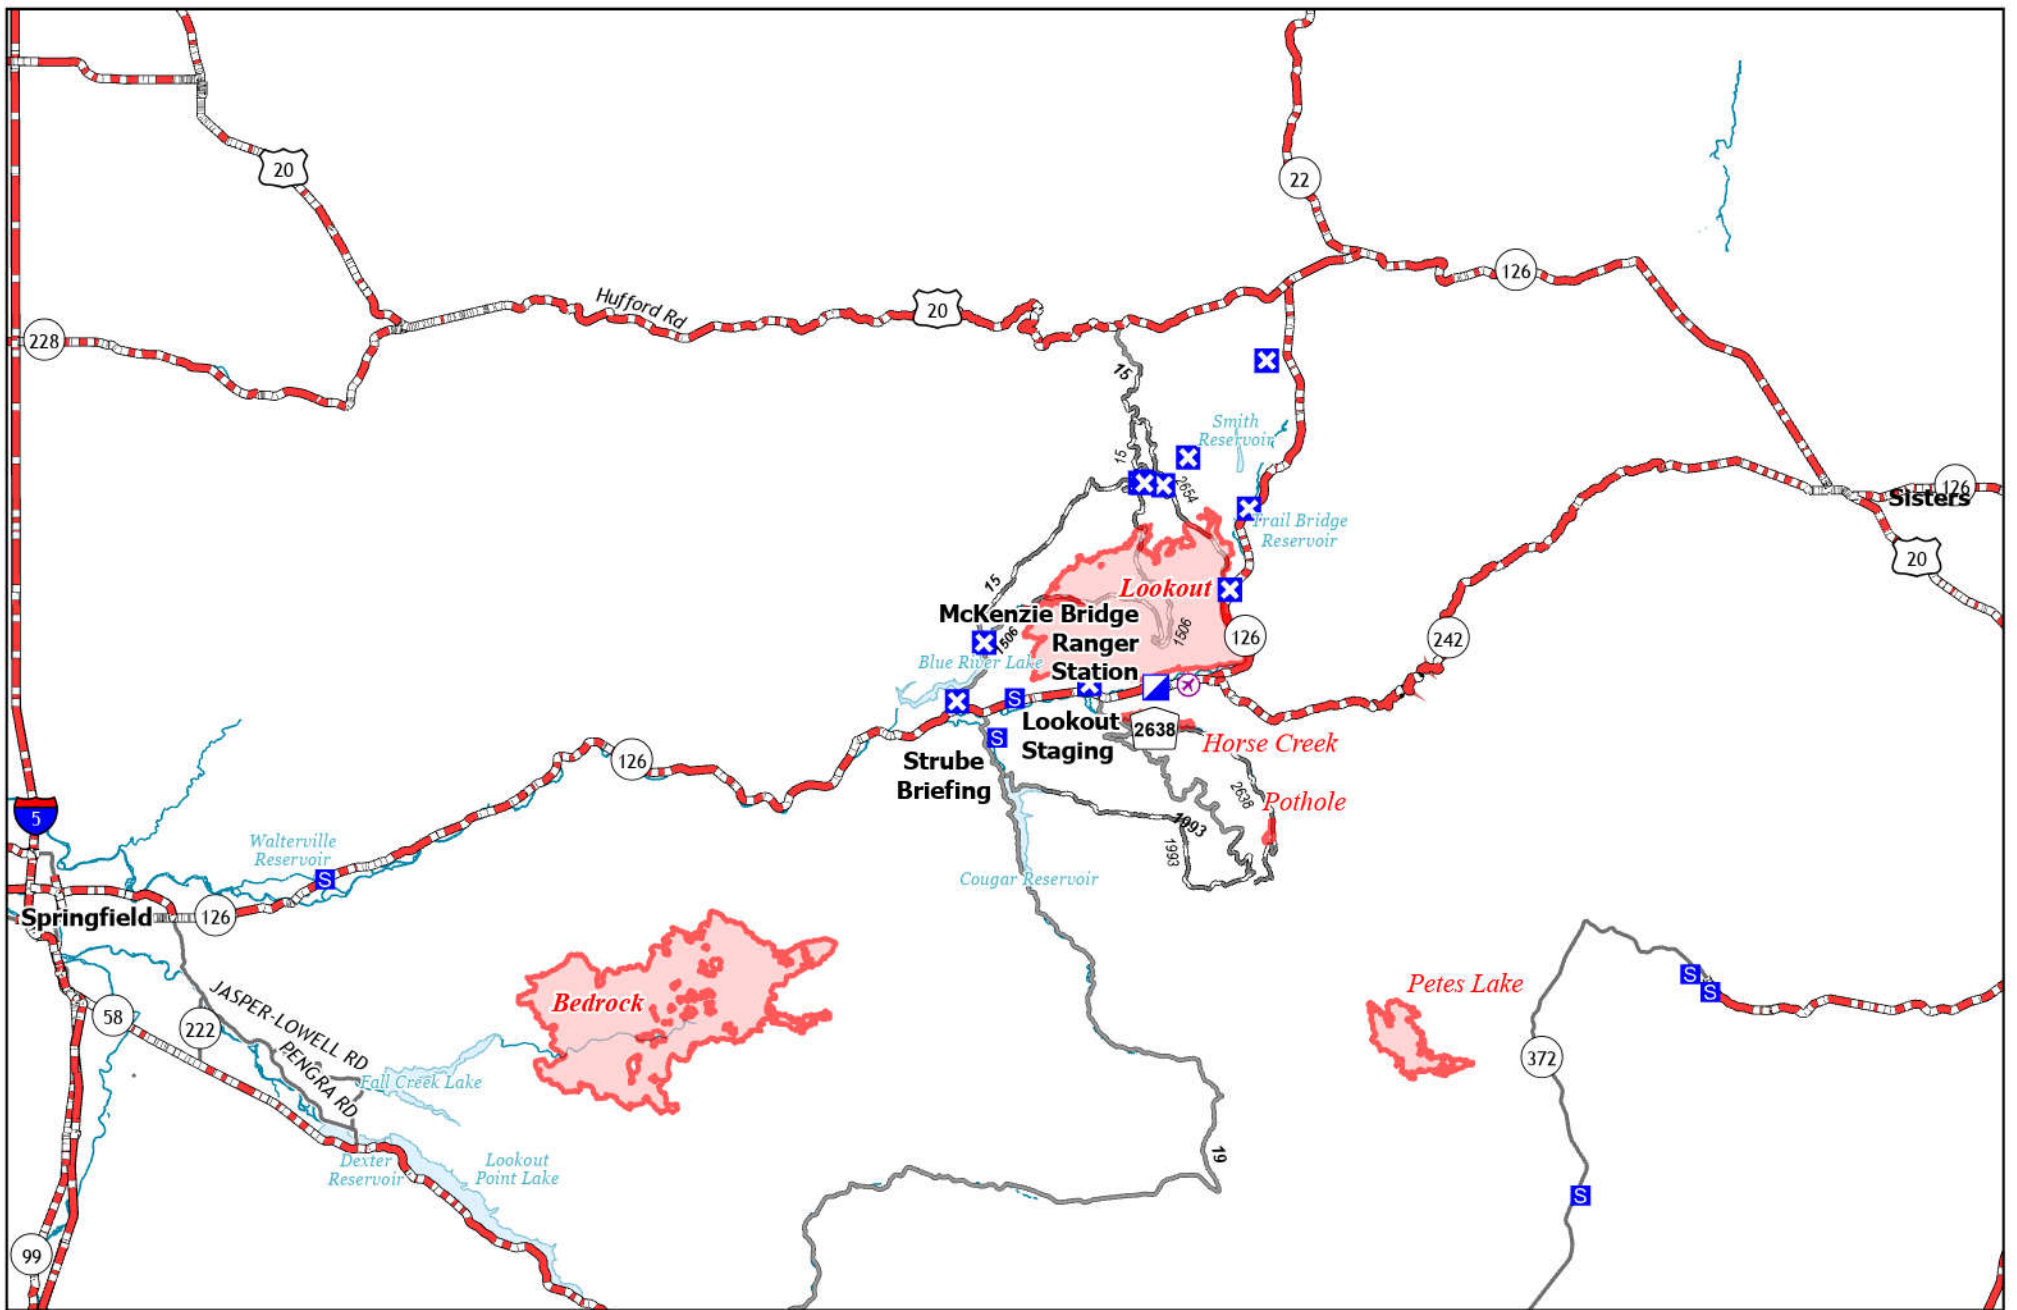 20
22
126
Hufford Rd
20
228
15
Smith
Reservoir
15
2654
126
Sisters
Trail Bridge
Reservoir
20
15
Lookout
McKenzie Bridge
Ranger
Station
1506
1506
126
242
Blue River Lake
S
Lookout
Staging
2638
S
Horse Creek
Strube
Briefing
126
2638
Pothole
5
1993
1993
Walterville
Reservoir
S
Cougar Reservoir
Springfield
126
S
S
Petes Lake
Bedrock
JASPER-LOWELL RD
58
222
PENGRA RD
372
Fall Creek Lake
19
Dexter
Reservoir
Lookout
Point Lake
S
99